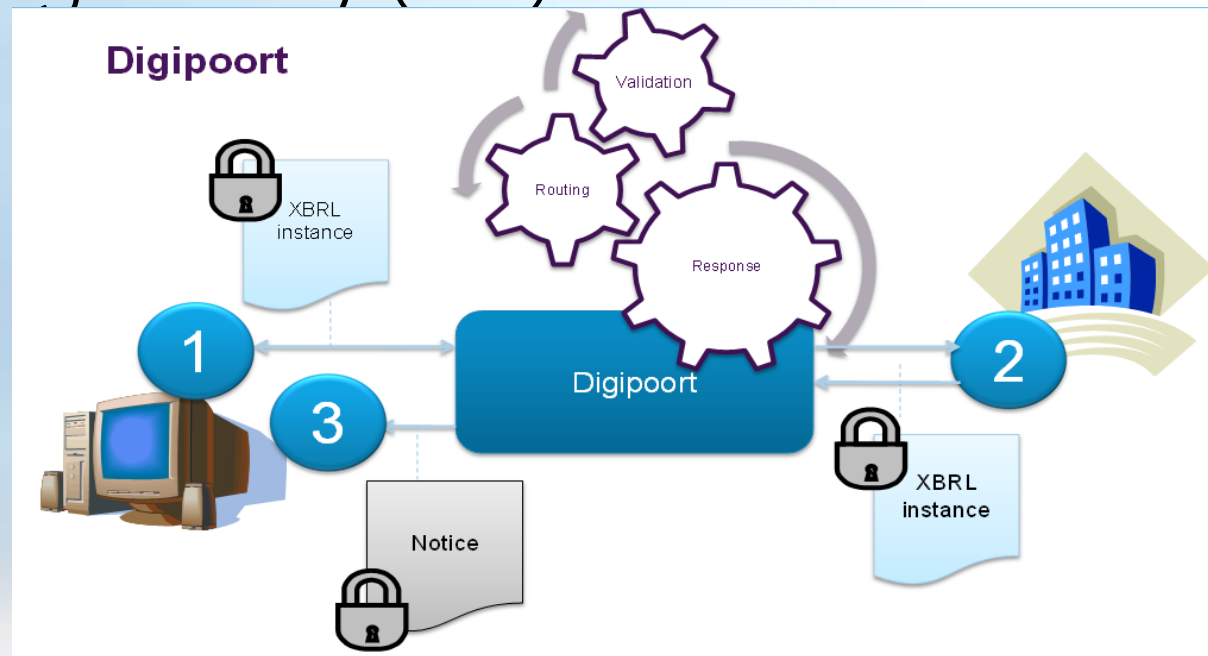 Digipoort
Validation
Routing
Response
XBRL
instance
1
Digipoort
2
3
XBRL
instance
Notice